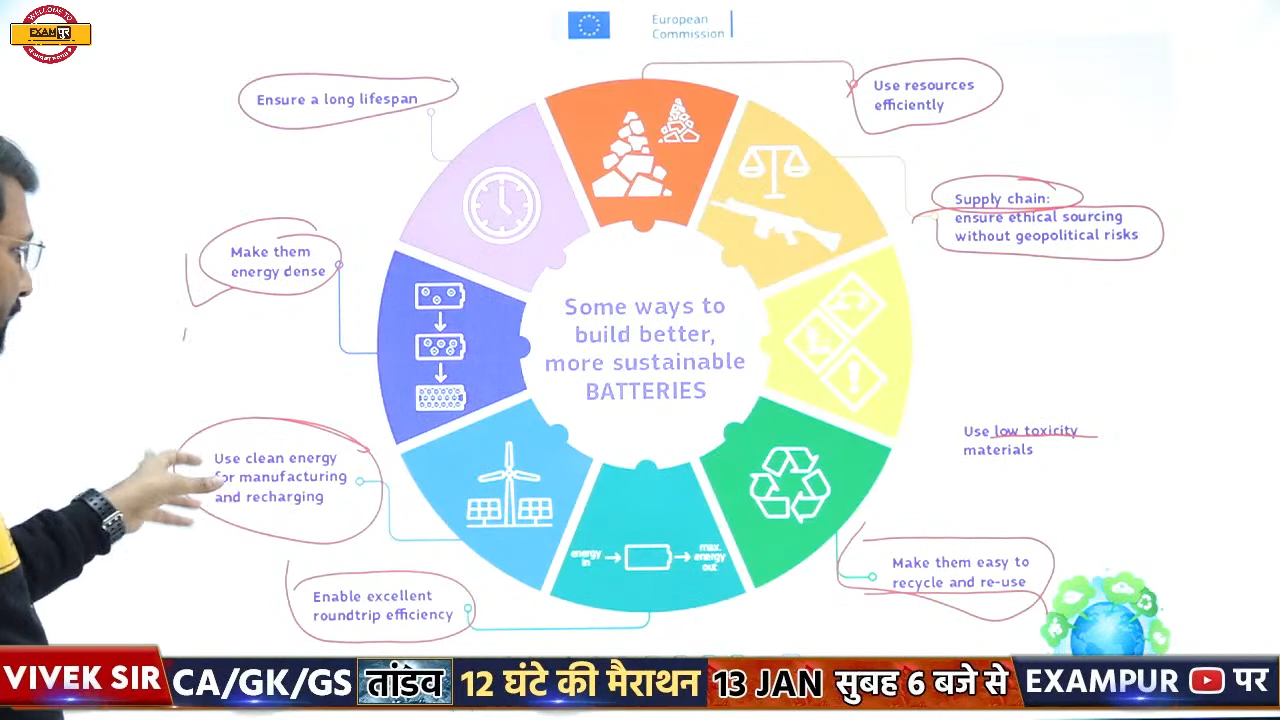 WELCOME TO
EXAMपुर
European
Commission
Ensure a long lifespan
Use resources
efficiently
Supply chain:
ensure ethical sourcing
without geopolitical risks
Make them
energy dense
Some ways to
build better,
more sustainable
BATTERIES
Use low toxicity
materials
Use clean energy
for manufacturing
and recharging
energy
in
max.
energy
out
Make them easy to
recycle and re-use
Enable excellent
roundtrip efficiency
VIVEK SIR CA/GK/GS तांडव 12 घंटे की मैराथन 13 JAN सुबह 6 बजे से EXAMPUR पर